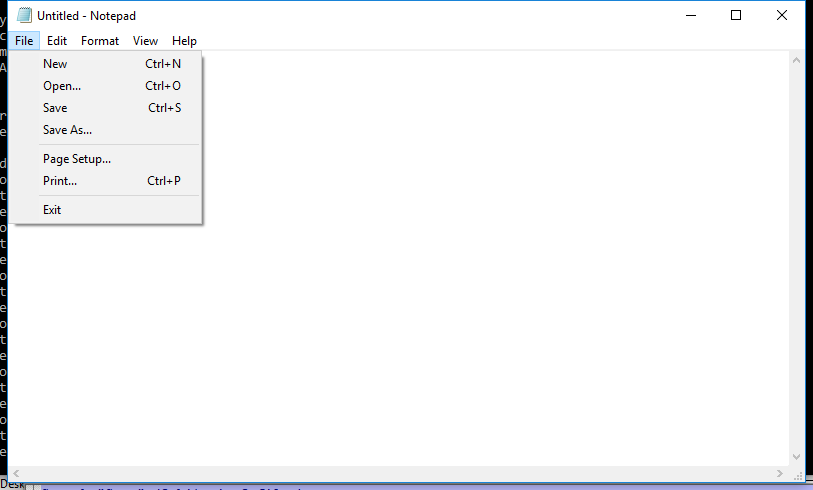 Untitled - Notepad
File Edit Format View Help
New Ctrl+N
Open... Ctrl+O
Save Ctrl+S
Save As...
Page Setup...
Print... Ctrl+P
Exit
Desk